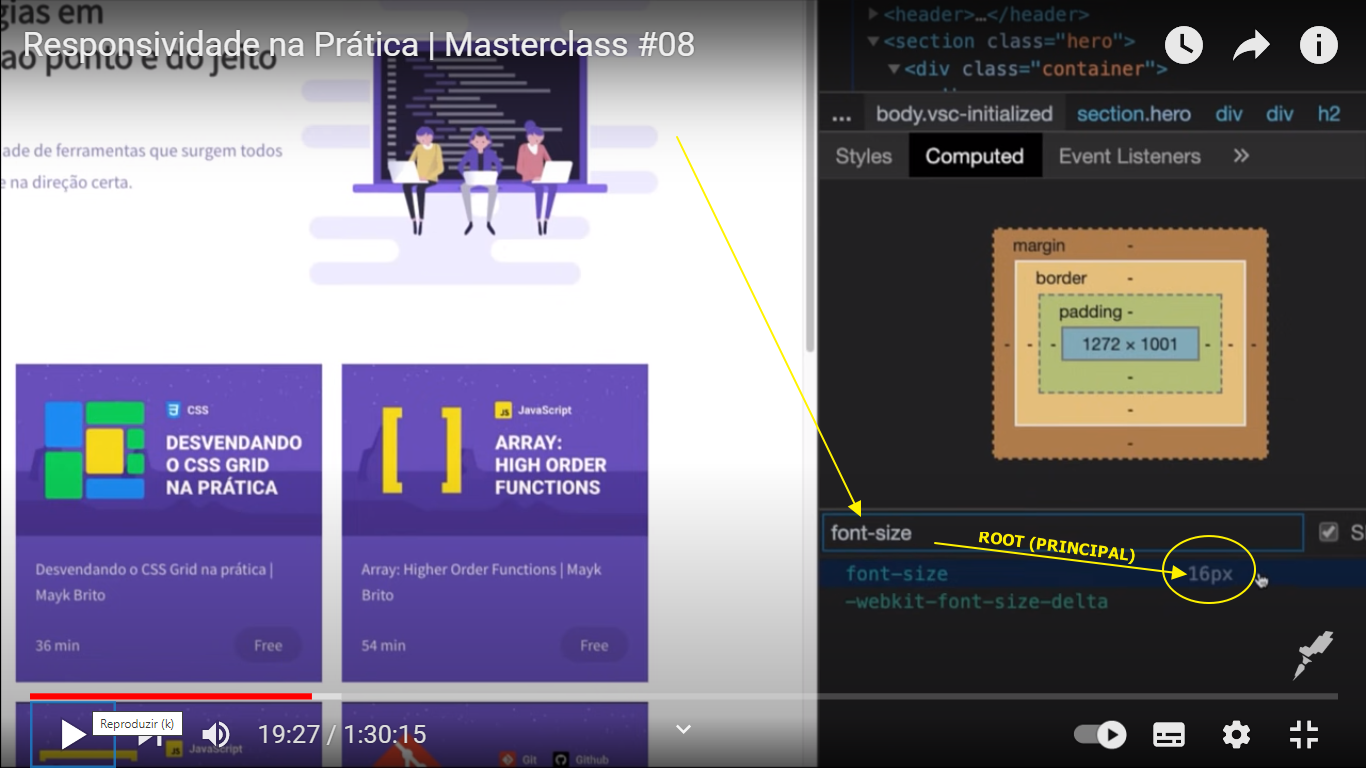 gias em
Responsividade na Prática | Masterclass #08
ao ponto e do jeito
ade de ferramentas que surgem todos
e na direção certa.
CSS
DESVENDANDO
O CSS GRID
NA PRÁTICA
Desvendando o CSS Grid na prática |
Mayk Brito
36 min
Free
JS JavaScript
ARRAY:
HIGH ORDER
FUNCTIONS
Array: Higher Order Functions | Mayk
Brito
54 min
Free
<header>…</header>
<section class="hero">
<div class="container">
... body.vsc-initialized section.hero div div h2
Styles Computed Event Listeners »
margin -
border -
padding -
- - - 1272 × 1001 - - -
-
-
-
font-size
ROOT (PRINCIPAL)
font-size 16px
-webkit-font-size-delta
Reproduzir (k)
19:27 / 1:30:15
JS JavaScript
Git Github